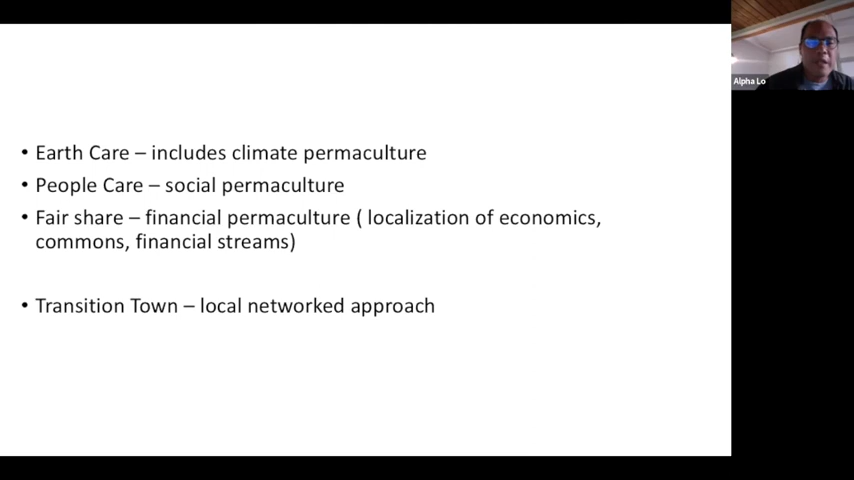 • Earth Care – includes climate permaculture
• People Care – social permaculture
• Fair share – financial permaculture ( localization of economics,
commons, financial streams)
• Transition Town – local networked approach
Alpha Lo